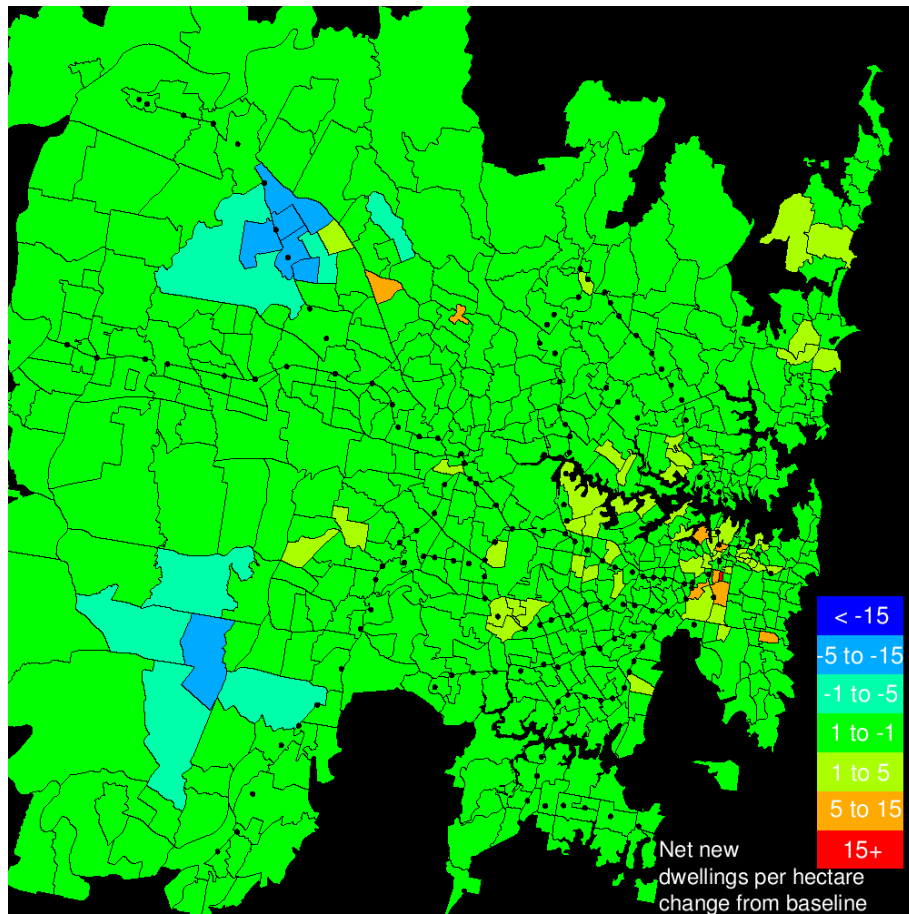 < -15
-5 to -15
-1 to -5
1 to -1
1 to 5
5 to 15
15+
Net new
dwellings per hectare
change from baseline